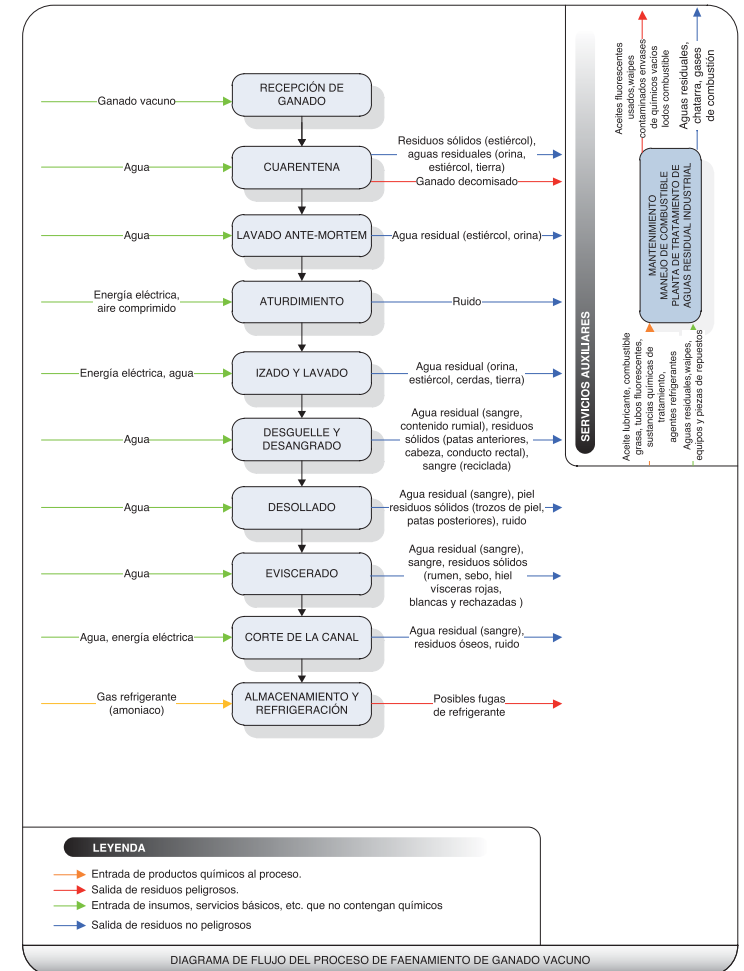 Ganado vacuno
RECEPCIÓN DE
GANADO
Agua
CUARENTENA
Residuos sólidos (estiércol),
aguas residuales (orina,
estiércol, tierra)
Ganado decomisado
Agua
LAVADO ANTE-MORTEM
Agua residual (estiércol, orina)
Energía eléctrica,
aire comprimido
ATURDIMIENTO
Ruido
Energía eléctrica, agua
IZADO Y LAVADO
Agua residual (orina,
estiércol, cerdas, tierra)
Agua
DESGUELLE Y
DESANGRADO
Agua residual (sangre,
contenido rumial), residuos
sólidos (patas anteriores,
cabeza, conducto rectal),
sangre (reciclada)
Agua
DESOLLADO
Agua residual (sangre), piel
residuos sólidos (trozos de piel,
patas posteriores), ruido
Agua
EVISCERADO
Agua residual (sangre),
sangre, residuos sólidos
(rumen, sebo, hiel
vísceras rojas,
blancas y rechazadas )
Agua, energía eléctrica
CORTE DE LA CANAL
Agua residual (sangre),
residuos óseos, ruido
Gas refrigerante
(amoniaco)
ALMACENAMIENTO Y
REFRIGERACIÓN
Posibles fugas
de refrigerante
SERVICIOS AUXILIARES
Aceites fluorescentes
usados,waipes
contaminados envases
de químicos vacios
lodos combustible
Aguas residuales,
chatarra, gases
de combustión
MANTENIMIENTO
MANEJO DE COMBUSTIBLE
PLANTA DE TRATAMIENTO DE
AGUAS RESIDUAL INDUSTRIAL
Aceite lubricante, combustible
grasa, tubos fluorescentes,
sustancias químicas de
tratamiento,
agentes refrigerantes
Aguas residuales,waipes,
equipos y piezas de repuestos
LEYENDA
Entrada de productos químicos al proceso.
Salida de residuos peligrosos.
Entrada de insumos, servicios básicos, etc. que no contengan químicos
Salida de residuos no peligrosos
DIAGRAMA DE FLUJO DEL PROCESO DE FAENAMIENTO DE GANADO VACUNO